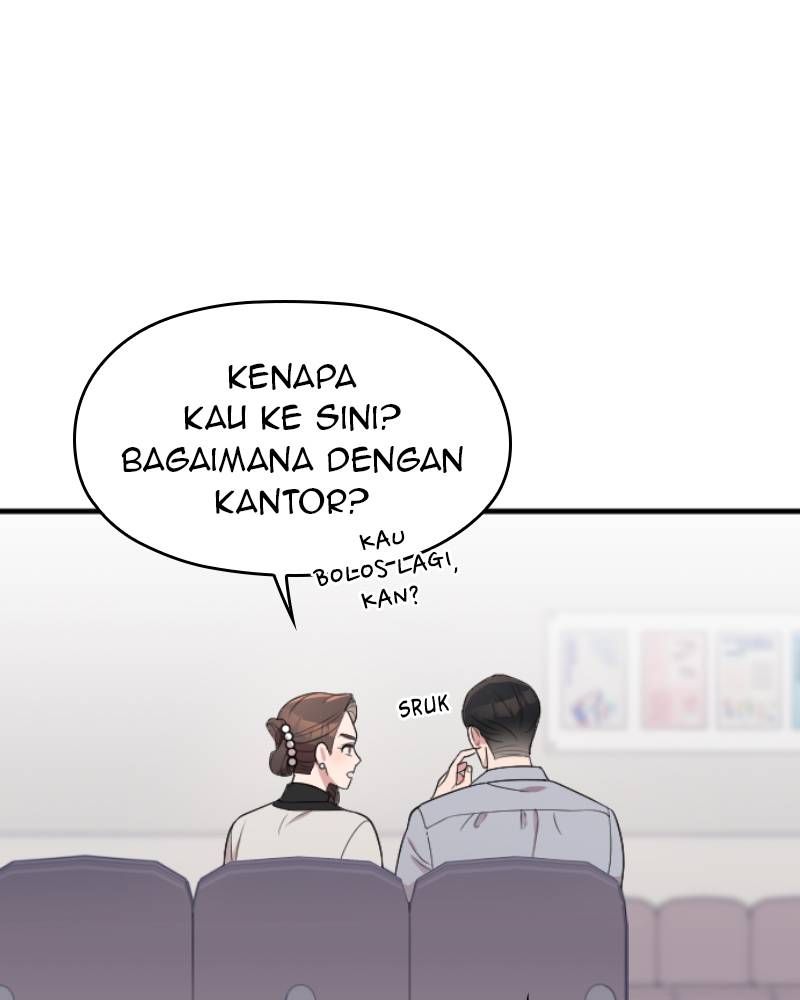 KENAPA
KAU KE SINI?
BAGAIMANA DENGAN
KANTOR?
KAU
BOLOS LAGI,
KAN?
SRUK